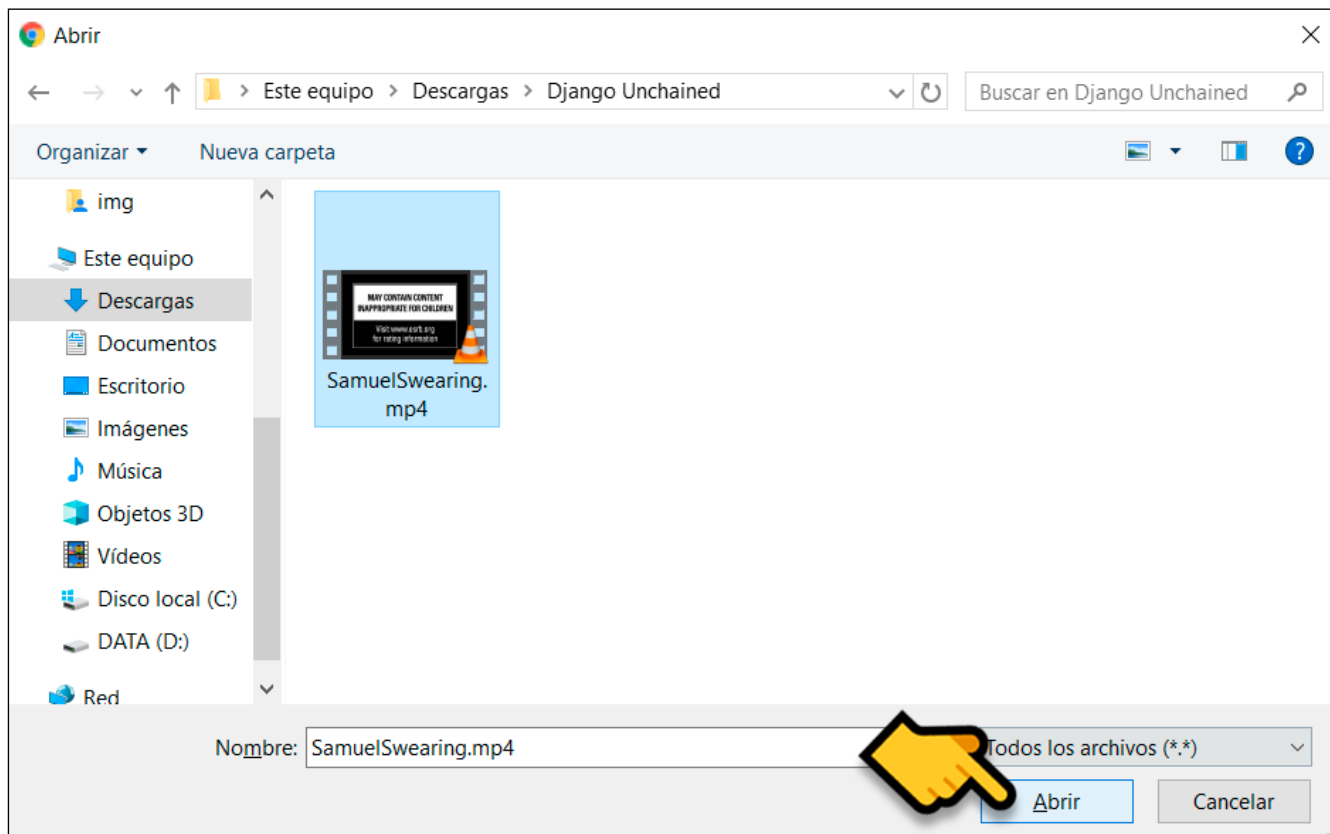 Abrir
Este equipo > Descargas > Django Unchained
Buscar en Django Unchained
Organizar
Nueva carpeta
?
img
Este equipo
Descargas
Documentos
Escritorio
Imágenes
Música
Objetos 3D
Vídeos
Disco local (C:)
DATA (D:)
Red
MAY CONTAIN CONTENT
INAPPROPRIATE FOR CHILDREN
Visit www.esrb.org
for rating information
SamuelSwearing.
mp4
Nombre:
SamuelSwearing.mp4
Todos los archivos (*.*)
Abrir
Cancelar